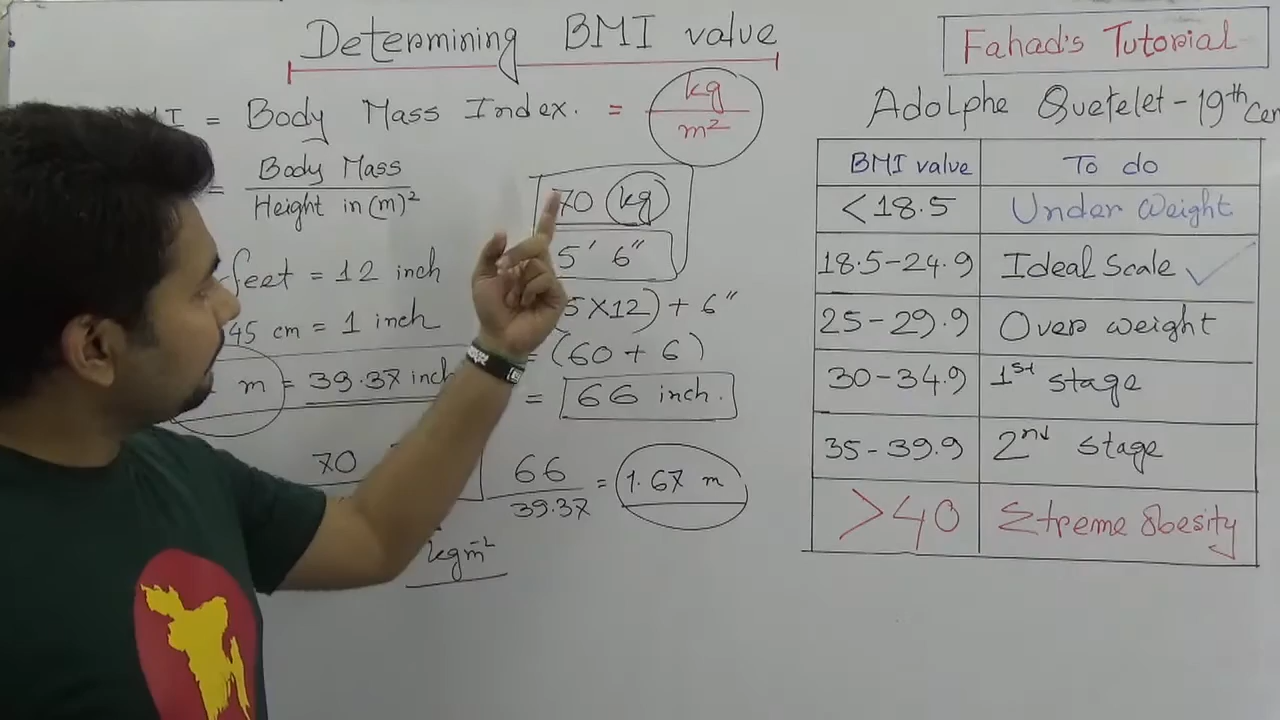 Determining BMI value
Fahad's Tutorial
= Body Mass Index. = kg/m²
= Body Mass / Height in (m)²
feet = 12 inch
45 cm = 1 inch
m = 39.37 inch
70
kgm⁻²
70 kg
5' 6"
5×12) + 6"
= (60 + 6)
= 66 inch.
66 / 39.37 = 1.67 m
Adolphe Quetelet - 19th Cen
BMI value To do
<18.5 Under Weight
18.5-24.9 Ideal Scale ✓
25-29.9 Over weight
30-34.9 1st stage
35-39.9 2nd stage
>40 Extreme Obesity